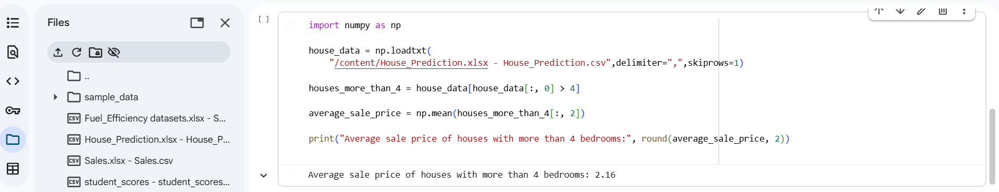 Files
..
sample_data
Fuel_Efficiency datasets.xlsx - S...
House_Prediction.xlsx - House_P...
Sales.xlsx - Sales.csv
student_scores - student_scores...
[ ]
import numpy as np
house_data = np.loadtxt(
"/content/House_Prediction.xlsx - House_Prediction.csv",delimiter=",",skiprows=1)
houses_more_than_4 = house_data[house_data[:, 0] > 4]
average_sale_price = np.mean(houses_more_than_4[:, 2])
print("Average sale price of houses with more than 4 bedrooms:", round(average_sale_price, 2))
Average sale price of houses with more than 4 bedrooms: 2.16